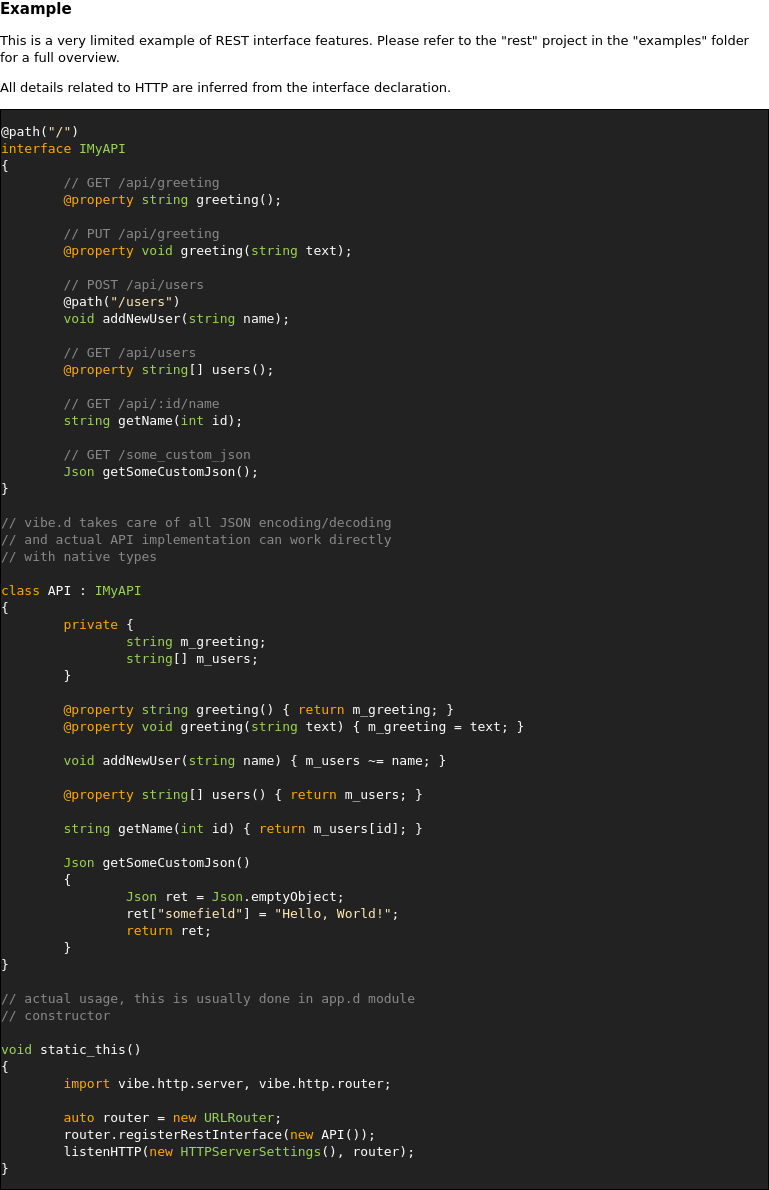 Example
This is a very limited example of REST interface features. Please refer to the "rest" project in the "examples" folder
for a full overview.
All details related to HTTP are inferred from the interface declaration.
@path("/")
interface IMyAPI
{
        // GET /api/greeting
        @property string greeting();

        // PUT /api/greeting
        @property void greeting(string text);

        // POST /api/users
        @path("/users")
        void addNewUser(string name);

        // GET /api/users
        @property string[] users();

        // GET /api/:id/name
        string getName(int id);

        // GET /some_custom_json
        Json getSomeCustomJson();
}

// vibe.d takes care of all JSON encoding/decoding
// and actual API implementation can work directly
// with native types

class API : IMyAPI
{
        private {
                string m_greeting;
                string[] m_users;
        }

        @property string greeting() { return m_greeting; }
        @property void greeting(string text) { m_greeting = text; }

        void addNewUser(string name) { m_users ~= name; }

        @property string[] users() { return m_users; }

        string getName(int id) { return m_users[id]; }

        Json getSomeCustomJson()
        {
                Json ret = Json.emptyObject;
                ret["somefield"] = "Hello, World!";
                return ret;
        }
}

// actual usage, this is usually done in app.d module
// constructor

void static_this()
{
        import vibe.http.server, vibe.http.router;

        auto router = new URLRouter;
        router.registerRestInterface(new API());
        listenHTTP(new HTTPServerSettings(), router);
}